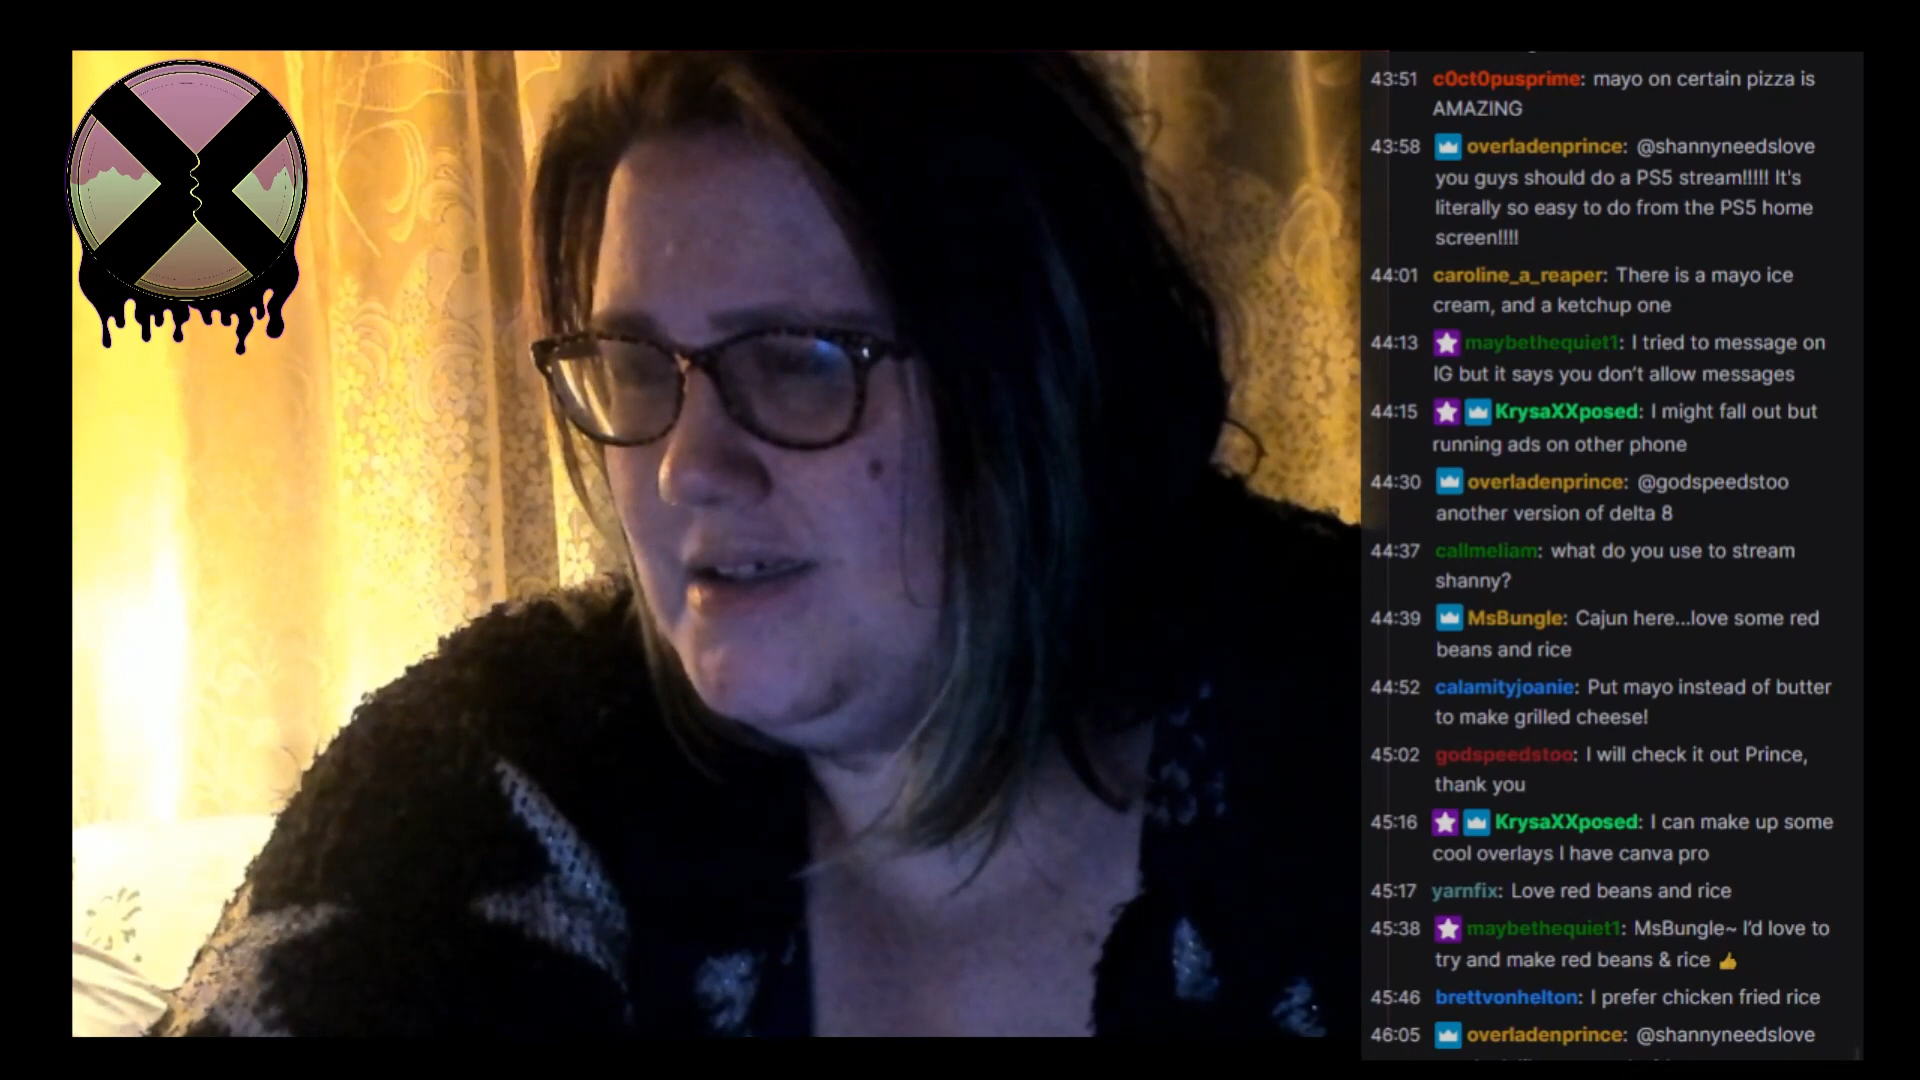 43:51 c0ct0pusprime: mayo on certain pizza is
AMAZING
43:58 overladenprince: @shannyneedslove
you guys should do a PS5 stream!!!!! It's
literally so easy to do from the PS5 home
screen!!!!
44:01 caroline_a_reaper: There is a mayo ice
cream, and a ketchup one
44:13 maybethequiet1: I tried to message on
IG but it says you don’t allow messages
44:15 KrysaXXposed: I might fall out but
running ads on other phone
44:30 overladenprince: @godspeedstoo
another version of delta 8
44:37 callmeliam: what do you use to stream
shanny?
44:39 MsBungle: Cajun here...love some red
beans and rice
44:52 calamityjoanie: Put mayo instead of butter
to make grilled cheese!
45:02 godspeedstoo: I will check it out Prince,
thank you
45:16 KrysaXXposed: I can make up some
cool overlays I have canva pro
45:17 yarnfix: Love red beans and rice
45:38 maybethequiet1: MsBungle~ I’d love to
try and make red beans & rice 👍
45:46 brettvonhelton: I prefer chicken fried rice
46:05 overladenprince: @shannyneedslove